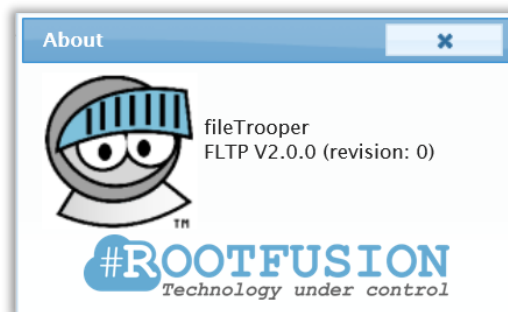 About
fileTrooper
FLTP V2.0.0 (revision: 0)
TM
#ROOTFUSION
Technology under control